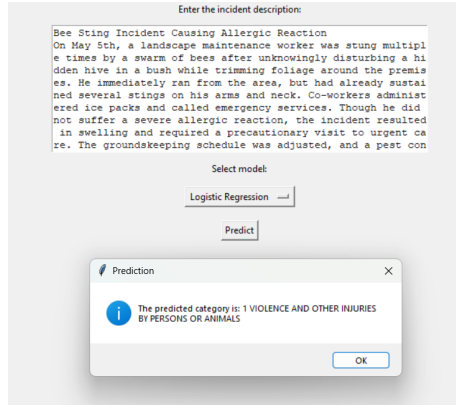 Enter the incident description:
Bee Sting Incident Causing Allergic Reaction
On May 5th, a landscape maintenance worker was stung multipl
e times by a swarm of bees after unknowingly disturbing a hi
dden hive in a bush while trimming foliage around the premis
es. He immediately ran from the area, but had already sustai
ned several stings on his arms and neck. Co-workers administ
ered ice packs and called emergency services. Though he did
not suffer a severe allergic reaction, the incident resulted
in swelling and required a precautionary visit to urgent ca
re. The groundskeeping schedule was adjusted, and a pest con
Select model:
Logistic Regression
Predict
Prediction
The predicted category is: 1 VIOLENCE AND OTHER INJURIES
BY PERSONS OR ANIMALS
OK